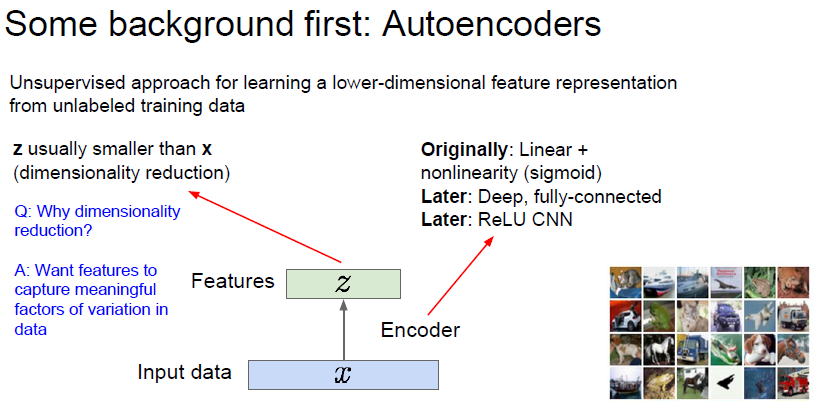 Some background first: Autoencoders
Unsupervised approach for learning a lower-dimensional feature representation
from unlabeled training data
z usually smaller than x
(dimensionality reduction)
Q: Why dimensionality
reduction?
A: Want features to
capture meaningful
factors of variation in
data
Originally: Linear +
nonlinearity (sigmoid)
Later: Deep, fully-connected
Later: ReLU CNN
Features
z
Encoder
Input data
x